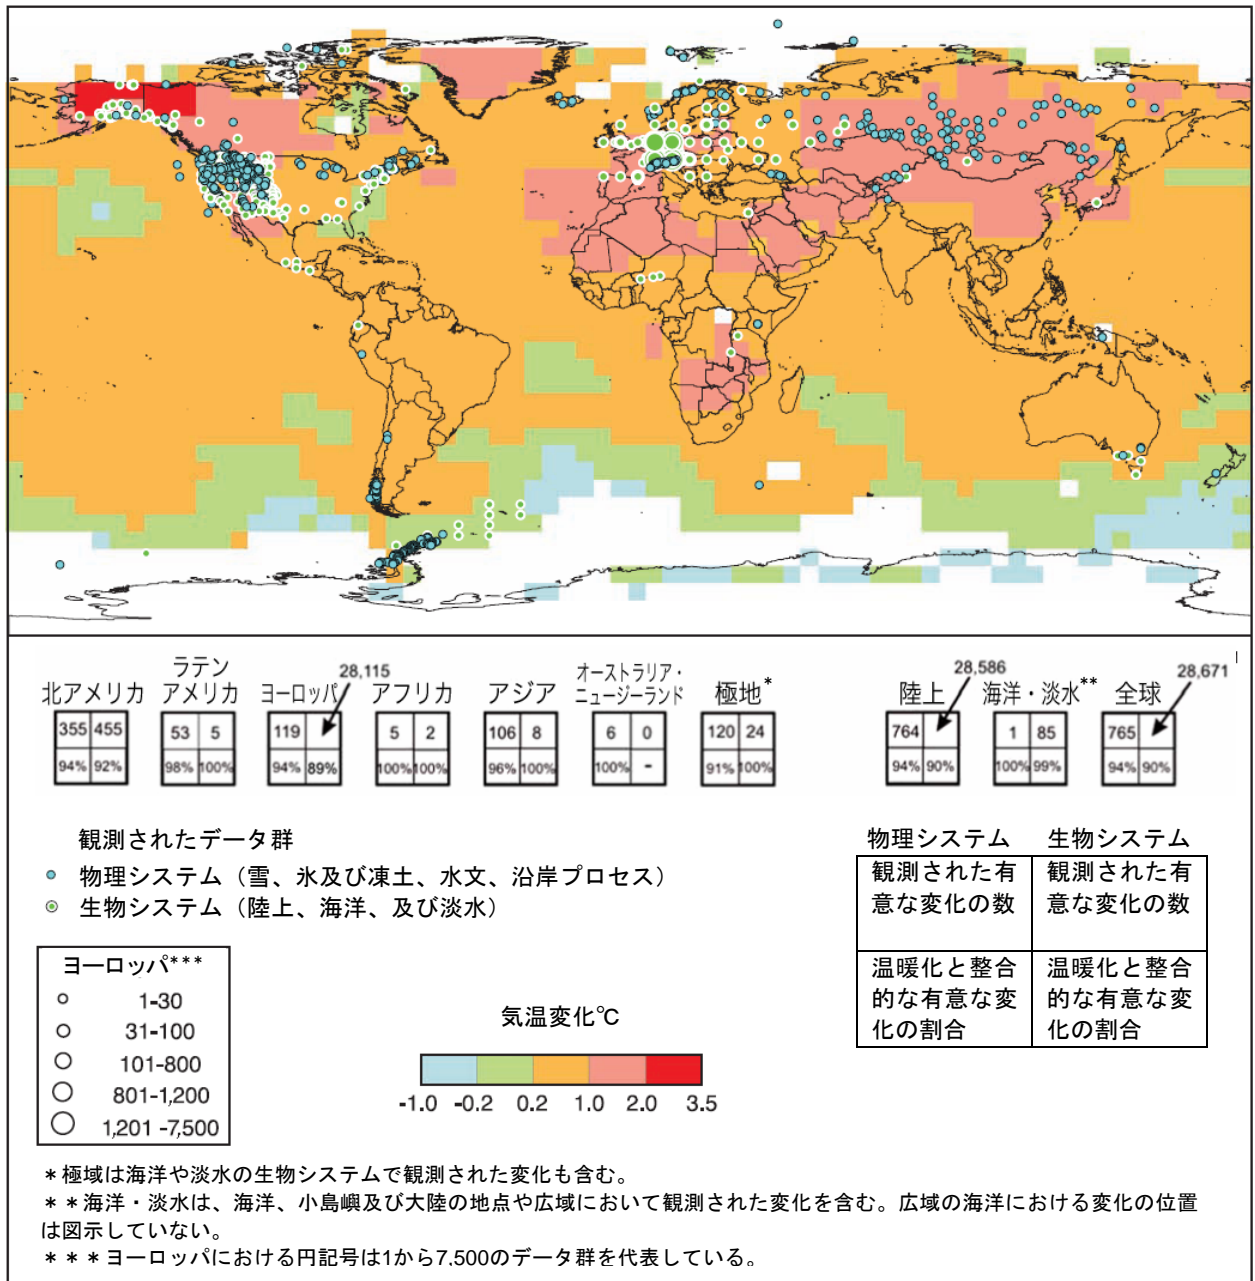 北アメリカ
ラテン
アメリカ
ヨーロッパ
28,115
アフリカ
アジア
オーストラリア・
ニュージーランド
極地*
陸上
28,586
海洋・淡水**
全球
28,671
355 455
94% 92%
53 5
98% 100%
119
94% 89%
5 2
100% 100%
106 8
96% 100%
6 0
100% -
120 24
91% 100%
764
94% 90%
1 85
100% 99%
765
94% 90%
観測されたデータ群
物理システム（雪、氷及び凍土、水文、沿岸プロセス）
生物システム（陸上、海洋、及び淡水）
物理システム 生物システム
観測された有
意な変化の数
観測された有
意な変化の数
温暖化と整合
的な有意な変
化の割合
温暖化と整合
的な有意な変
化の割合
ヨーロッパ***
1-30
31-100
101-800
801-1,200
1,201 -7,500
気温変化℃
-1.0 -0.2 0.2 1.0 2.0 3.5
＊極域は海洋や淡水の生物システムで観測された変化も含む。
＊＊海洋・淡水は、海洋、小島嶼及び大陸の地点や広域において観測された変化を含む。広域の海洋における変化の位置
は図示していない。
＊＊＊ヨーロッパにおける円記号は1から7,500のデータ群を代表している。